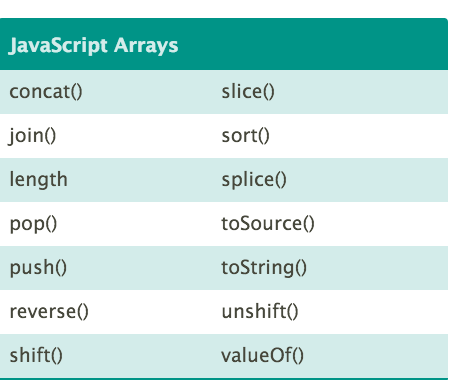 JavaScript Arrays
concat() slice()
join() sort()
length splice()
pop() toSource()
push() toString()
reverse() unshift()
shift() valueOf()